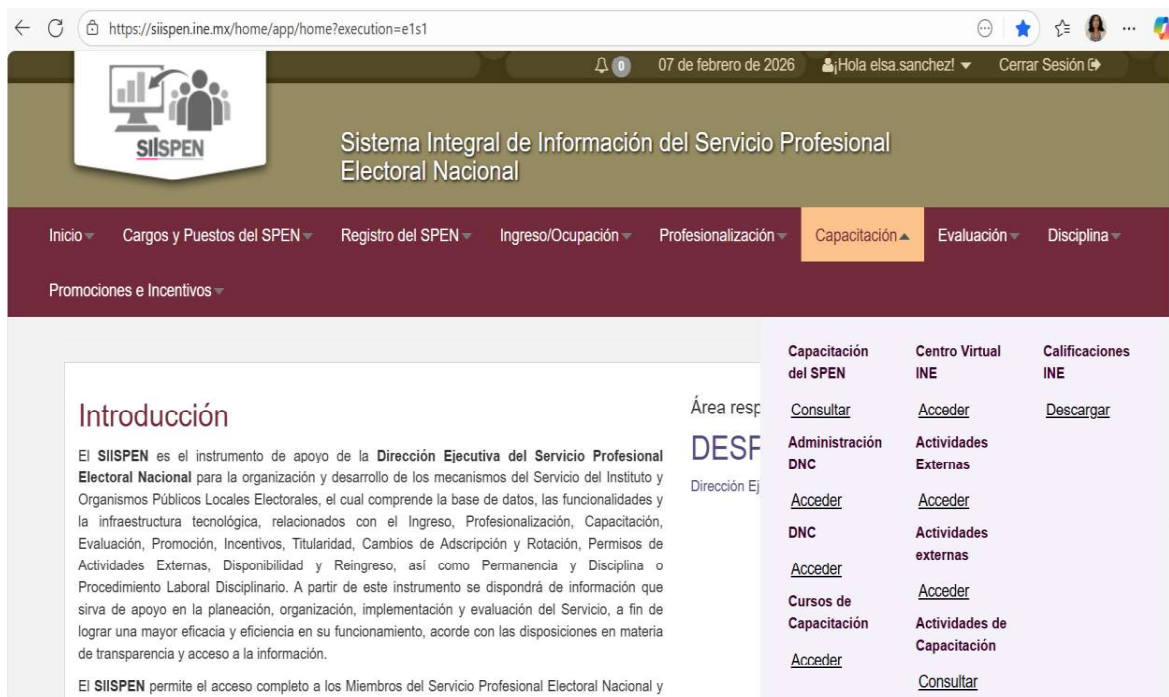 https://siispen.ine.mx/home/app/home?execution=e1s1
0 07 de febrero de 2026 ¡Hola elsa.sanchez! Cerrar Sesión
SIISPEN
Sistema Integral de Información del Servicio Profesional
Electoral Nacional
Inicio Cargos y Puestos del SPEN Registro del SPEN Ingreso/Ocupación Profesionalización Capacitación Evaluación Disciplina
Promociones e Incentivos
Introducción
El SIISPEN es el instrumento de apoyo de la Dirección Ejecutiva del Servicio Profesional
Electoral Nacional para la organización y desarrollo de los mecanismos del Servicio del Instituto y
Organismos Públicos Locales Electorales, el cual comprende la base de datos, las funcionalidades y
la infraestructura tecnológica, relacionados con el Ingreso, Profesionalización, Capacitación,
Evaluación, Promoción, Incentivos, Titularidad, Cambios de Adscripción y Rotación, Permisos de
Actividades Externas, Disponibilidad y Reingreso, así como Permanencia y Disciplina o
Procedimiento Laboral Disciplinario. A partir de este instrumento se dispondrá de información que
sirva de apoyo en la planeación, organización, implementación y evaluación del Servicio, a fin de
lograr una mayor eficacia y eficiencia en su funcionamiento, acorde con las disposiciones en materia
de transparencia y acceso a la información.
El SIISPEN permite el acceso completo a los Miembros del Servicio Profesional Electoral Nacional y
Área resp
DESP
Dirección Ej
Capacitación
del SPEN
Consultar
Administración
DNC
Acceder
DNC
Acceder
Cursos de
Capacitación
Acceder
Centro Virtual
INE
Acceder
Actividades
Externas
Acceder
Actividades
externas
Acceder
Actividades de
Capacitación
Consultar
Calificaciones
INE
Descargar